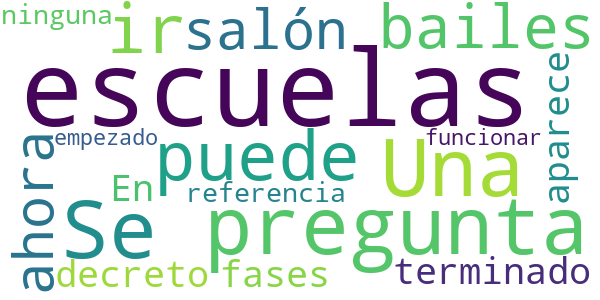 ninguna
ir
salón
bailes
escuelas
aparece
empezado
funcionar
ahora
puede
Una
En
referencia
Se
pregunta
decreto
fases
terminado